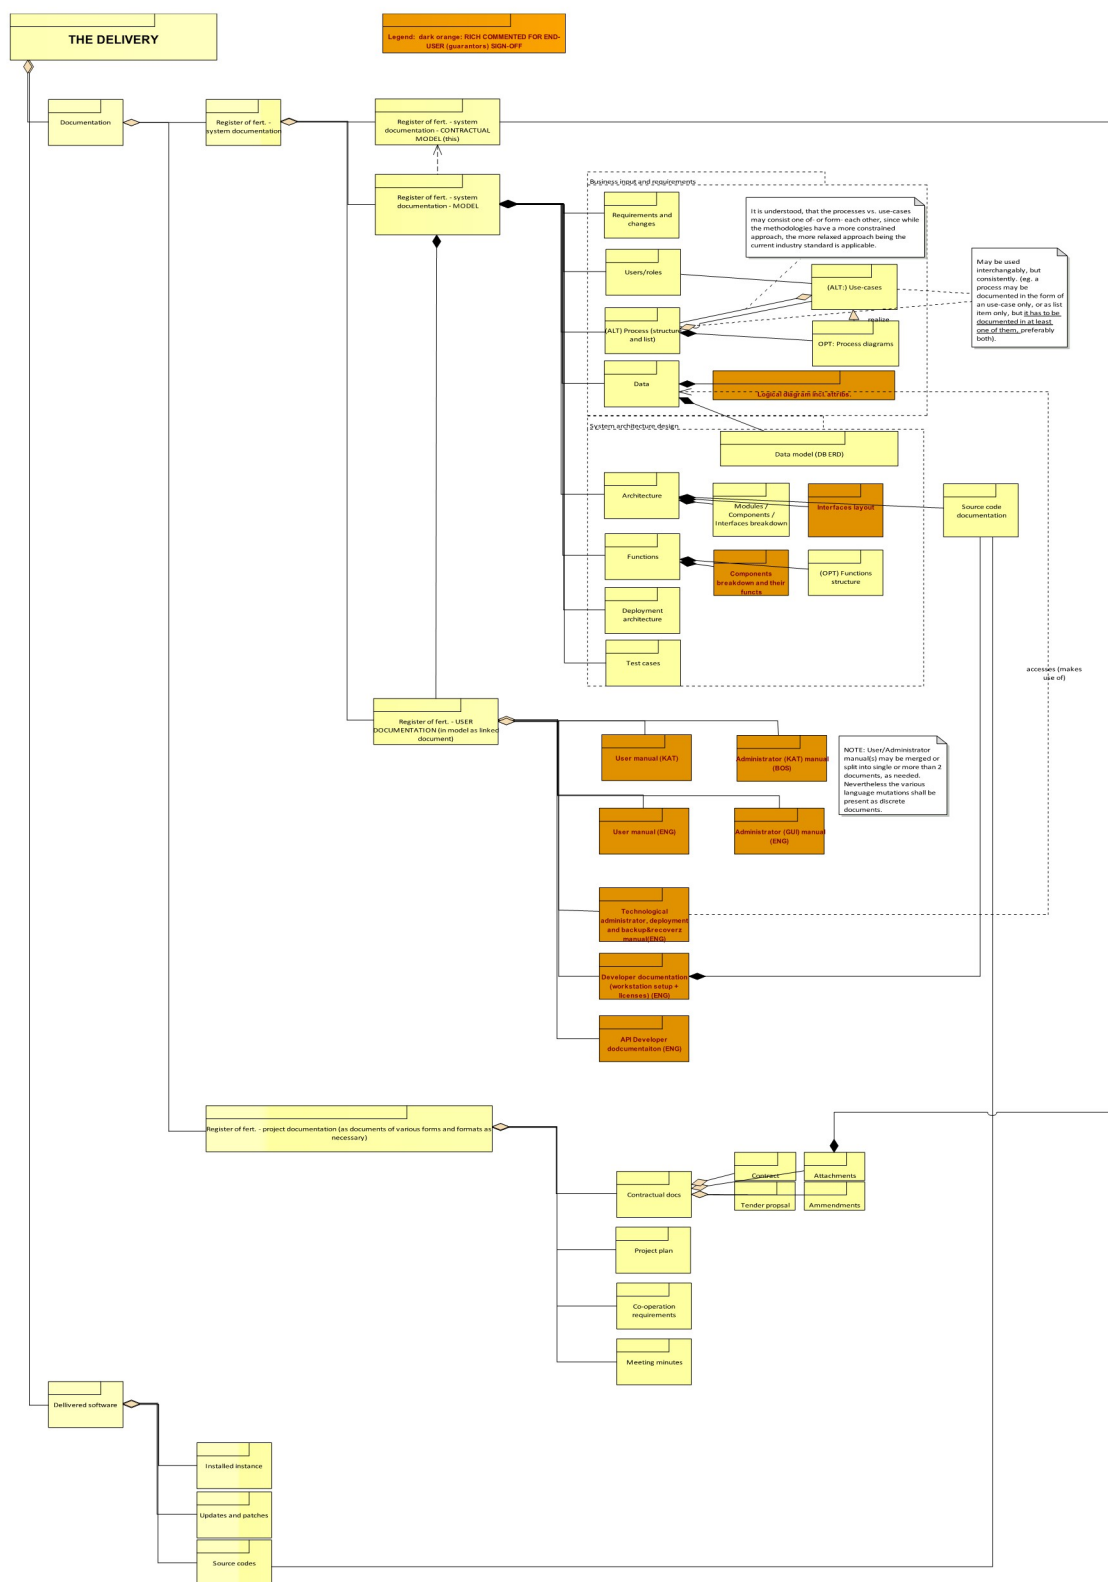 THE DELIVERY
Legend: dark orange: RICH COMMENTED FOR END-
USER (guarantors) SIGN-OFF
Documentation
Register of fert. -
system documentation
Register of fert. - system
documentation - CONTRACTUAL
MODEL (this)
Register of fert. - system
documentation - MODEL
Business input and requirements
Requirements and
changes
It is understood, that the processes vs. use-cases
may consist one of- or form- each other, since while
the methodologies have a more constrained
approach, the more relaxed approach being the
current industry standard is applicable.
Users/roles
(ALT:) Use-cases
May be used
interchangably, but
consistently. (eg. a
process may be
documented in the form of
an use-case only, or as list
item only, but it has to be
documented in at least
one of them, preferably
both).
realize
(ALT) Process (structure
and list)
OPT: Process diagrams
Data
Logical diagram incl. attribs.
System architecture design
Data model (DB ERD)
Architecture
Modules /
Components /
Interfaces breakdown
Interfaces layout
Source code
documentation
Functions
Components
breakdown and their
functs
(OPT) Functions
structure
Deployment
architecture
Test cases
accesses (makes
use of)
Register of fert. - USER
DOCUMENTATION (in model as linked
document)
User manual (KAT)
Administrator (KAT) manual
(BOS)
NOTE: User/Administrator
manual(s) may be merged or
split into single or more than 2
documents, as needed.
Nevertheless the various
language mutations shall be
present as discrete
documents.
User manual (ENG)
Administrator (GUI) manual
(ENG)
Technological
administrator, deployment
and backup&recoverz
manual(ENG)
Developer documentation
(workstation setup +
licenses) (ENG)
API Developer
dodcumentaiton (ENG)
Register of fert. - project documentation (as documents of various forms and formats as
necessary)
Contractual docs
Contract
Attachments
Tender propsal
Ammendments
Project plan
Co-operation
requirements
Meeting minutes
Dellivered software
Installed instance
Updates and patches
Source codes